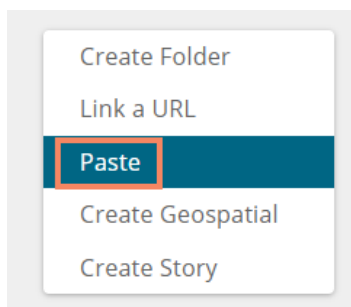 Create Folder
Link a URL
Paste
Create Geospatial
Create Story